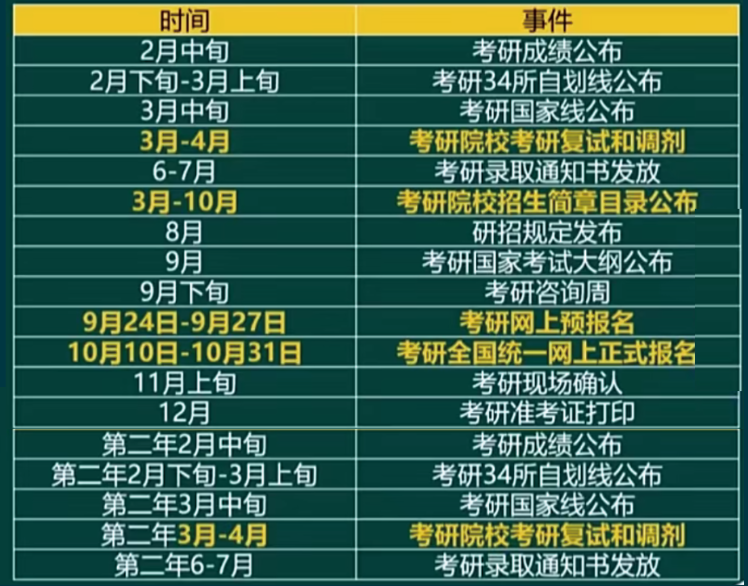 时间 事件
2月中旬 考研成绩公布
2月下旬-3月上旬 考研34所自划线公布
3月中旬 考研国家线公布
3月-4月 考研院校考研复试和调剂
6-7月 考研录取通知书发放
3月-10月 考研院校招生简章目录公布
8月 研招规定发布
9月 考研国家考试大纲公布
9月下旬 考研咨询周
9月24日-9月27日 考研网上预报名
10月10日-10月31日 考研全国统一网上正式报名
11月上旬 考研现场确认
12月 考研准考证打印
第二年2月中旬 考研成绩公布
第二年2月下旬-3月上旬 考研34所自划线公布
第二年3月中旬 考研国家线公布
第二年3月-4月 考研院校考研复试和调剂
第二年6-7月 考研录取通知书发放